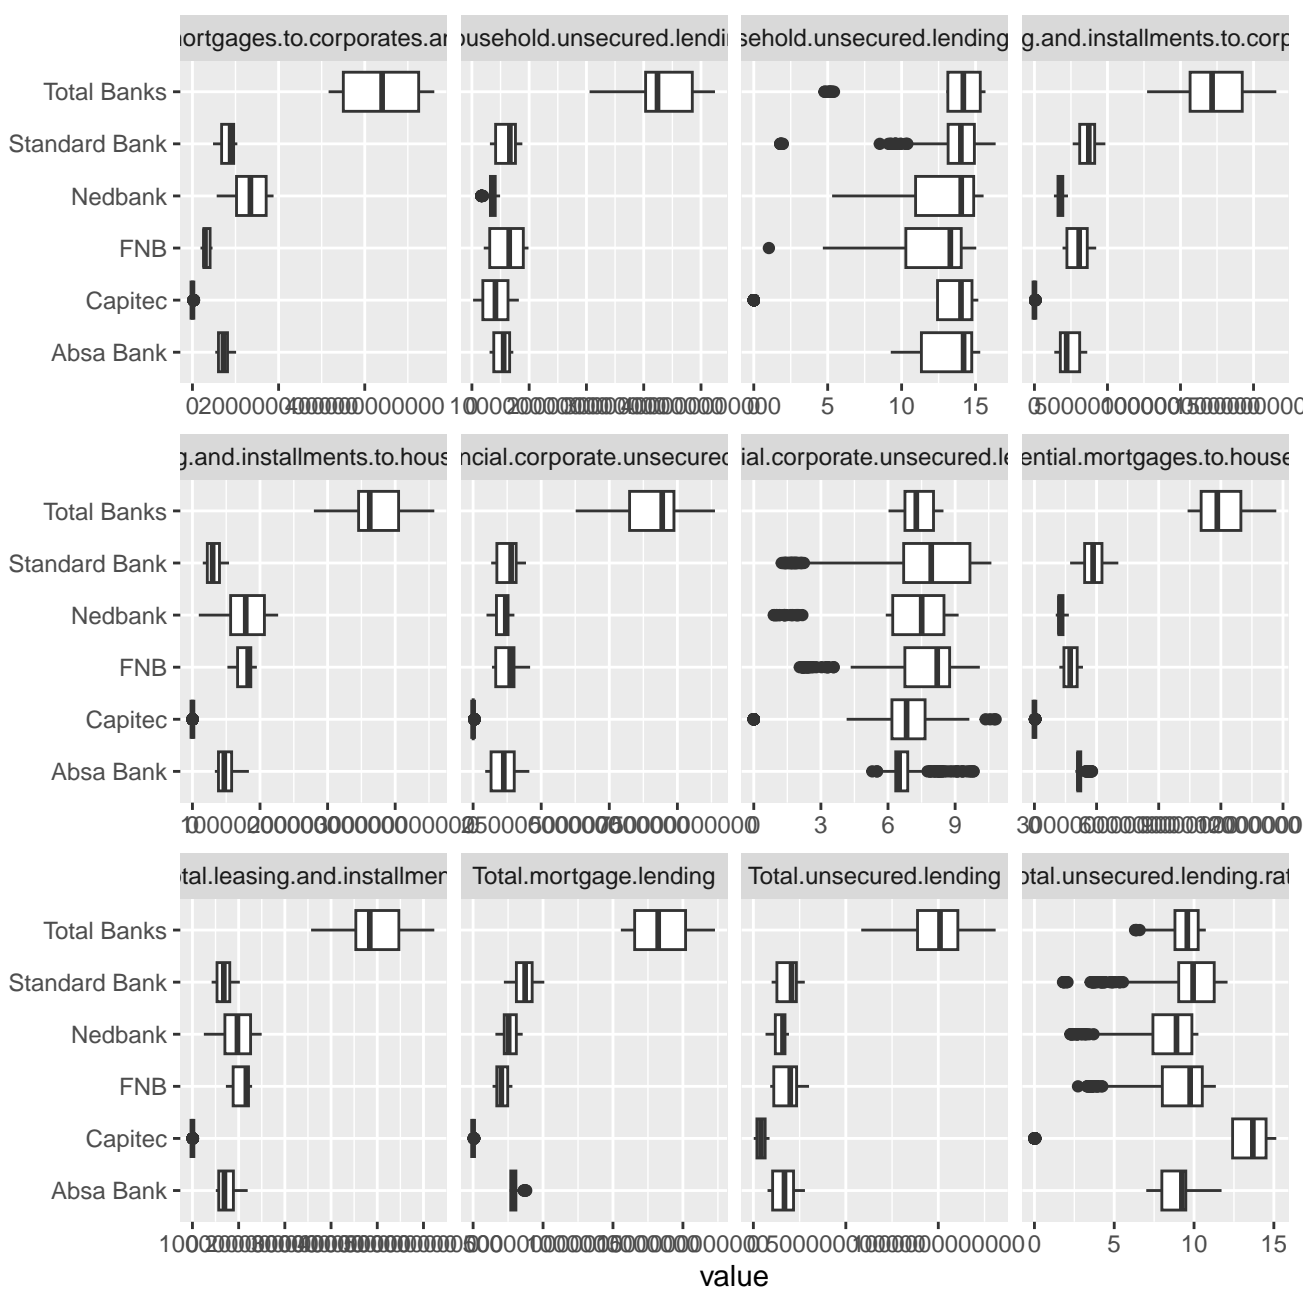 ortgages.to.corporates.ar
ousehold.unsecured.lendi
sehold.unsecured.lending
g.and.installments.to.corp
Total Banks
Standard Bank
Nedbank
FNB
Capitec
Absa Bank
0 5 10 15
g.and.installments.to.hous
ncial.corporate.unsecured
ial.corporate.unsecured.le
ential.mortgages.to.house
Total Banks
Standard Bank
Nedbank
FNB
Capitec
Absa Bank
0 3 6 9
otal.leasing.and.installmen
Total.mortgage.lending
Total.unsecured.lending
otal.unsecured.lending.rat
Total Banks
Standard Bank
Nedbank
FNB
Capitec
Absa Bank
0 5 10 15
value